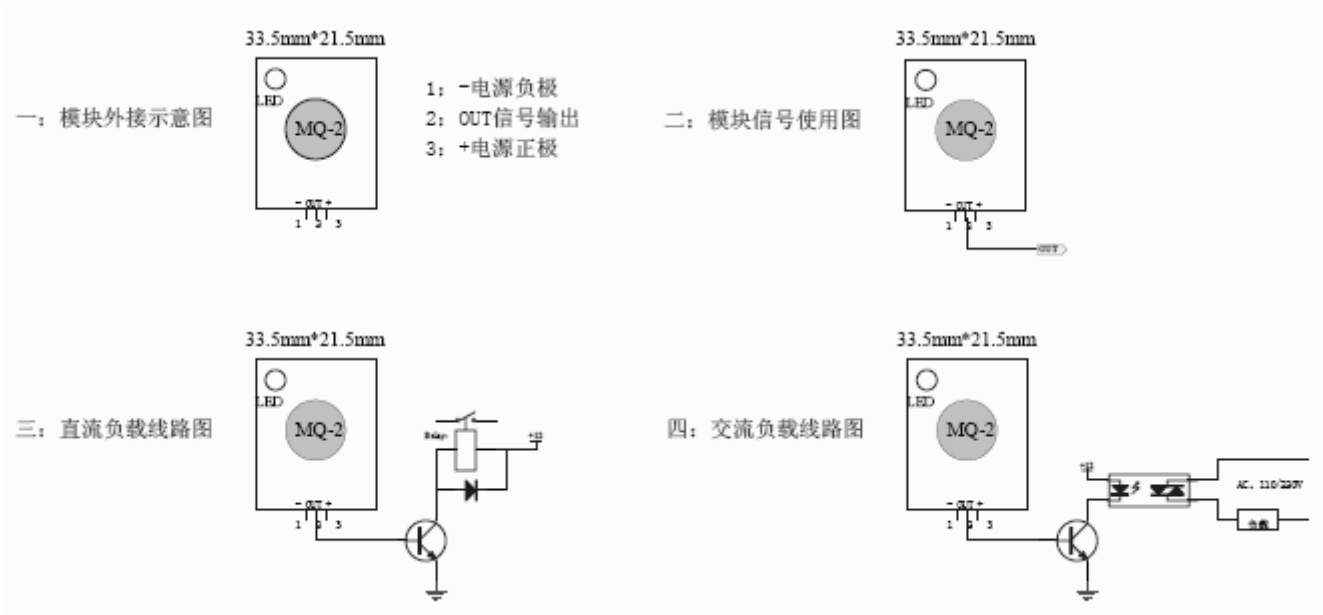 33.5mm*21.5mm
LED
MQ-2
- OUT +
1 2 3
一：模块外接示意图
1：-电源负极
2：OUT信号输出
3：+电源正极
33.5mm*21.5mm
LED
MQ-2
- OUT +
1 2 3
OUT
二：模块信号使用图
33.5mm*21.5mm
LED
MQ-2
- OUT +
1 2 3
三：直流负载线路图
Relay
33.5mm*21.5mm
LED
MQ-2
- OUT +
1 2 3
四：交流负载线路图
AC, 110/220V
负载